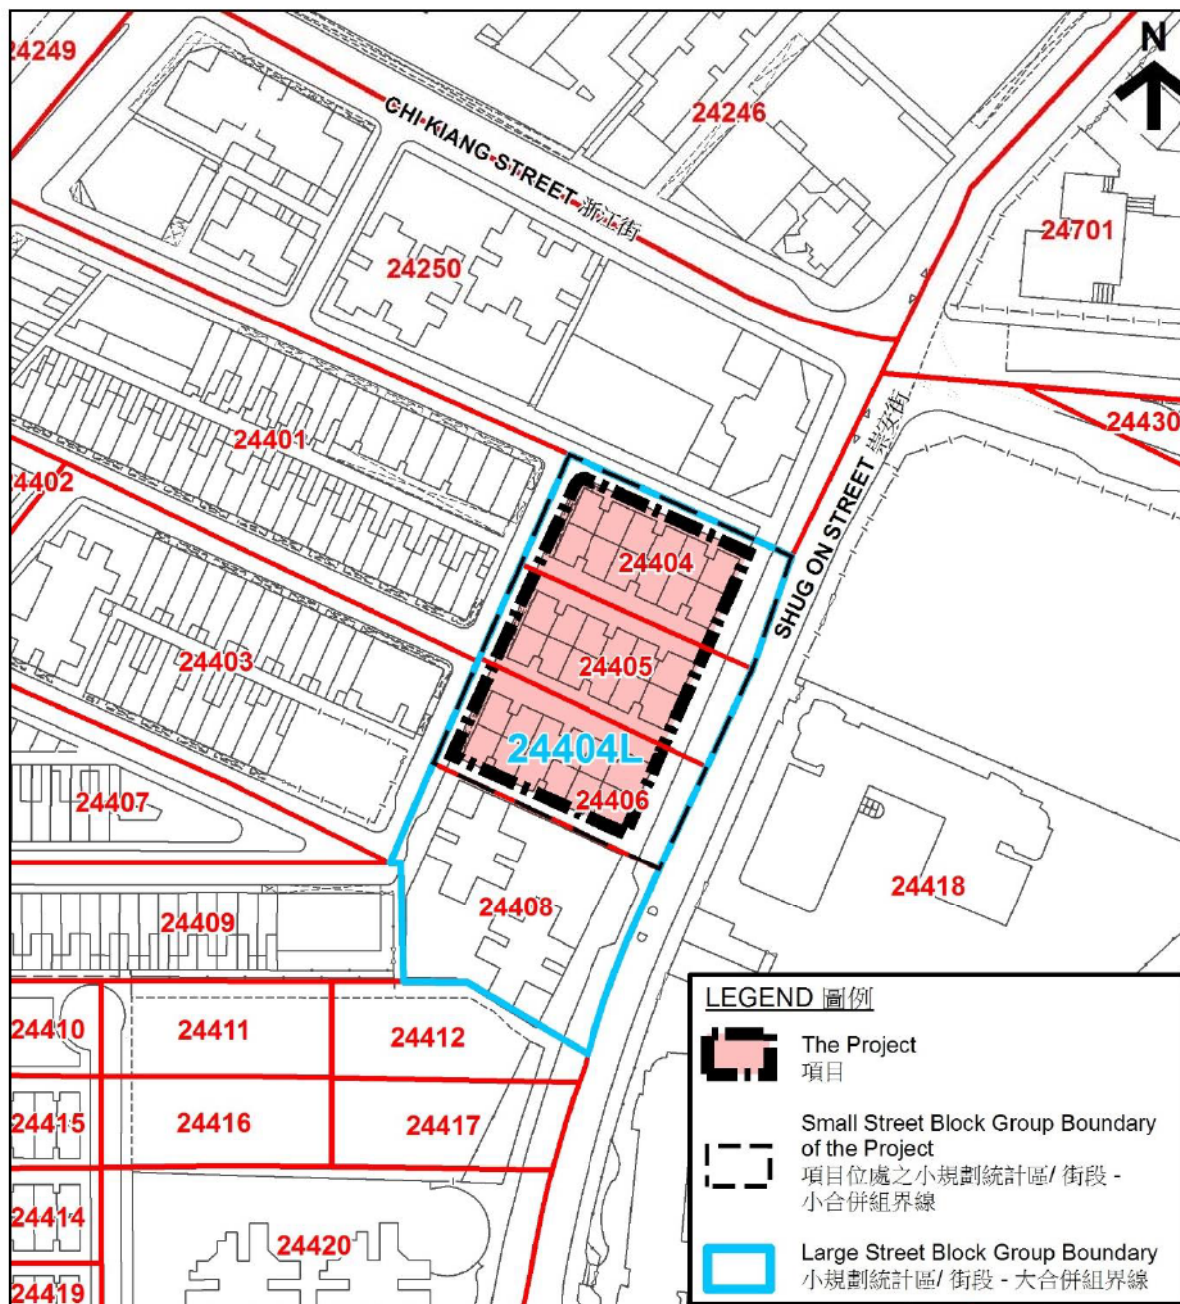 24249
N
24246
CHI KIANG STREET 浙江街
24701
24250
24430
24401
24402
SHUG ON STREET 崇安街
24404
24403
24405
24404L
24406
24407
24418
24408
24409
LEGEND 圖例
The Project
項目
Small Street Block Group Boundary
of the Project
項目位處之小規劃統計區/ 街段 -
小合併組界線
Large Street Block Group Boundary
小規劃統計區/ 街段 - 大合併組界線
24410
24411
24412
24415
24416
24417
24414
24420
24419